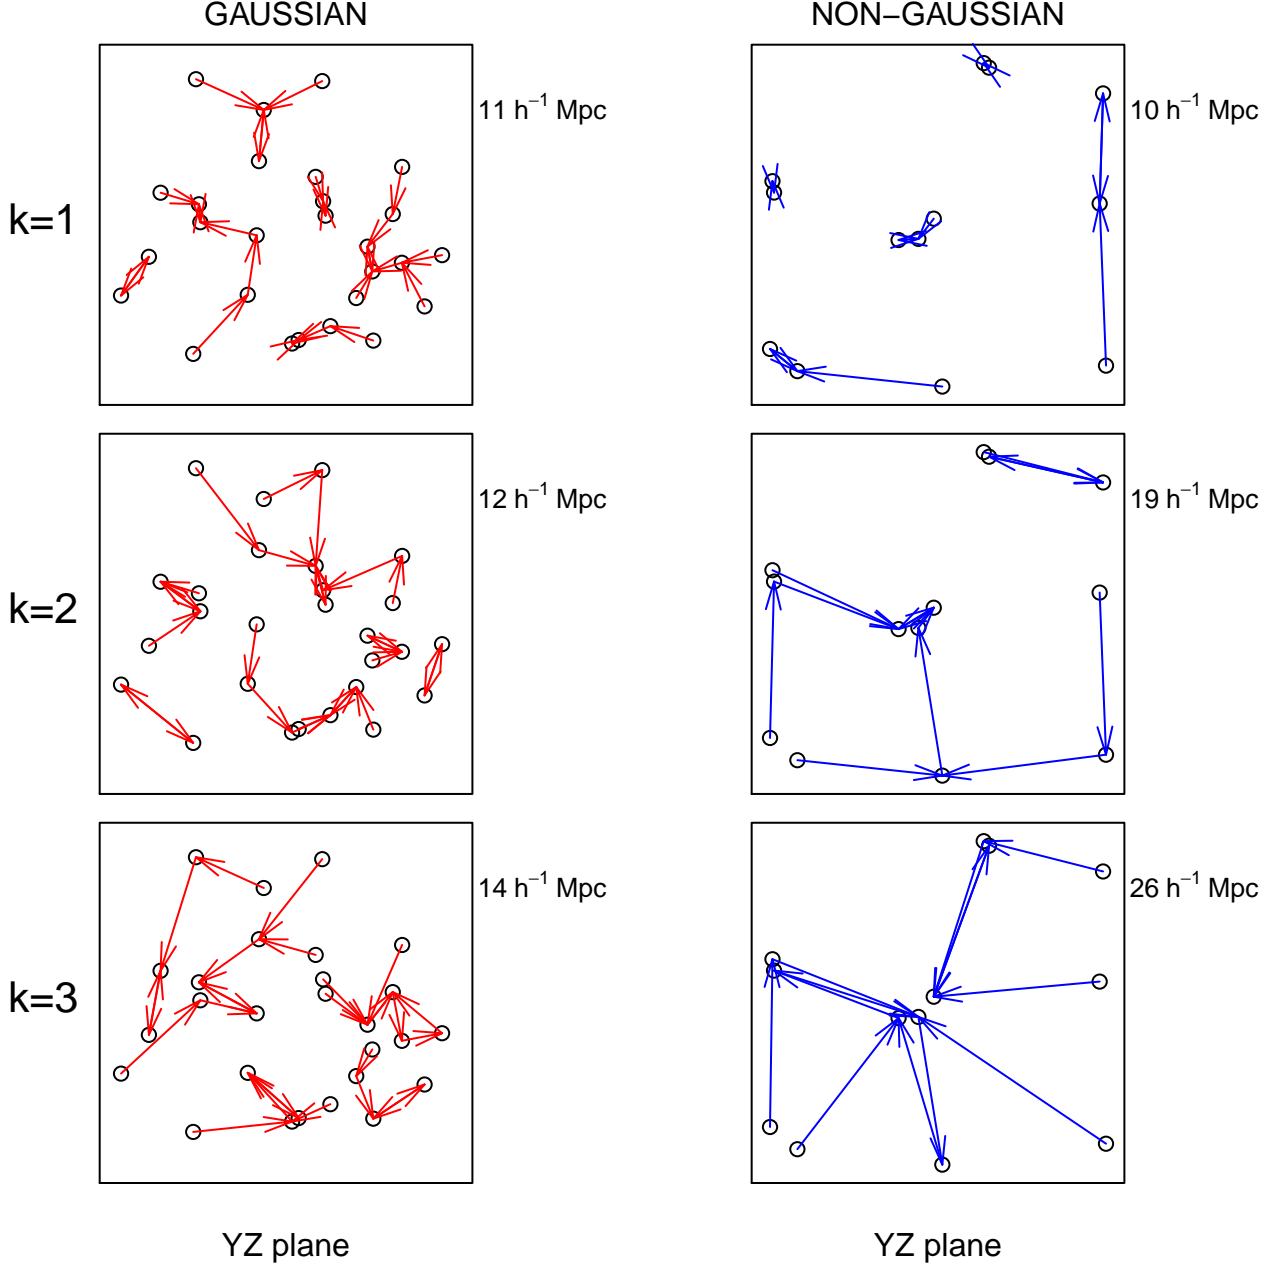 GAUSSIAN NON−GAUSSIAN
k=1 11 h⁻¹ Mpc 10 h⁻¹ Mpc
k=2 12 h⁻¹ Mpc 19 h⁻¹ Mpc
k=3 14 h⁻¹ Mpc 26 h⁻¹ Mpc
YZ plane YZ plane